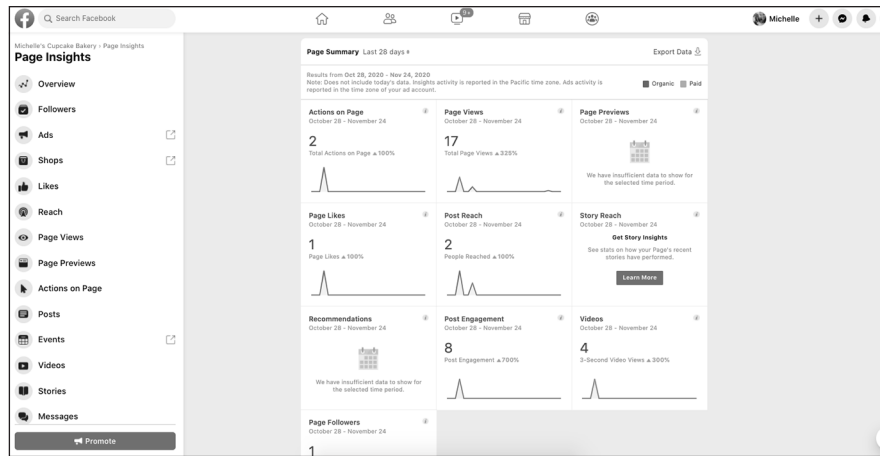 Search Facebook
9+
Michelle
Michelle's Cupcake Bakery › Page Insights
Page Insights
Overview
Followers
Ads
Shops
Likes
Reach
Page Views
Page Previews
Actions on Page
Posts
Events
Videos
Stories
Messages
Promote
Page Summary Last 28 days
Export Data
Results from Oct 28, 2020 - Nov 24, 2020
Note: Does not include today's data. Insights activity is reported in the Pacific time zone. Ads activity is
reported in the time zone of your ad account.
Organic Paid
Actions on Page
October 28 - November 24
2
Total Actions on Page ▲100%
Page Views
October 28 - November 24
17
Total Page Views ▲325%
Page Previews
October 28 - November 24
We have insufficient data to show for
the selected time period.
Page Likes
October 28 - November 24
1
Page Likes ▲100%
Post Reach
October 28 - November 24
2
People Reached ▲100%
Story Reach
October 28 - November 24
Get Story Insights
See stats on how your Page's recent
stories have performed.
Learn More
Recommendations
October 28 - November 24
We have insufficient data to show for
the selected time period.
Post Engagement
October 28 - November 24
8
Post Engagement ▲700%
Videos
October 28 - November 24
4
3-Second Video Views ▲300%
Page Followers
October 28 - November 24
1